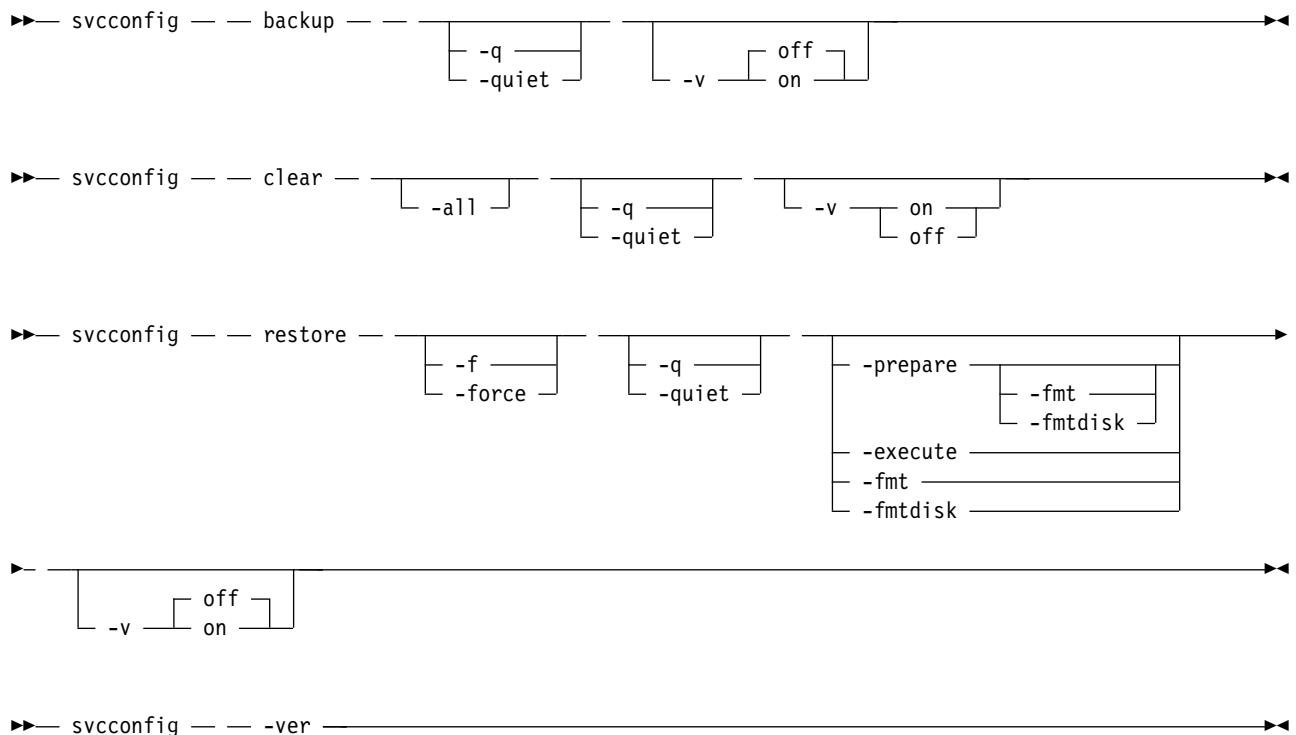 svcconfig backup
-q off
-quiet -v on
svcconfig clear
-all -q -v on
-quiet off
svcconfig restore
-f -q -prepare
-force -quiet -fmt
-fmtdisk
-execute
-fmt
-fmtdisk
off
-v on
svcconfig -ver